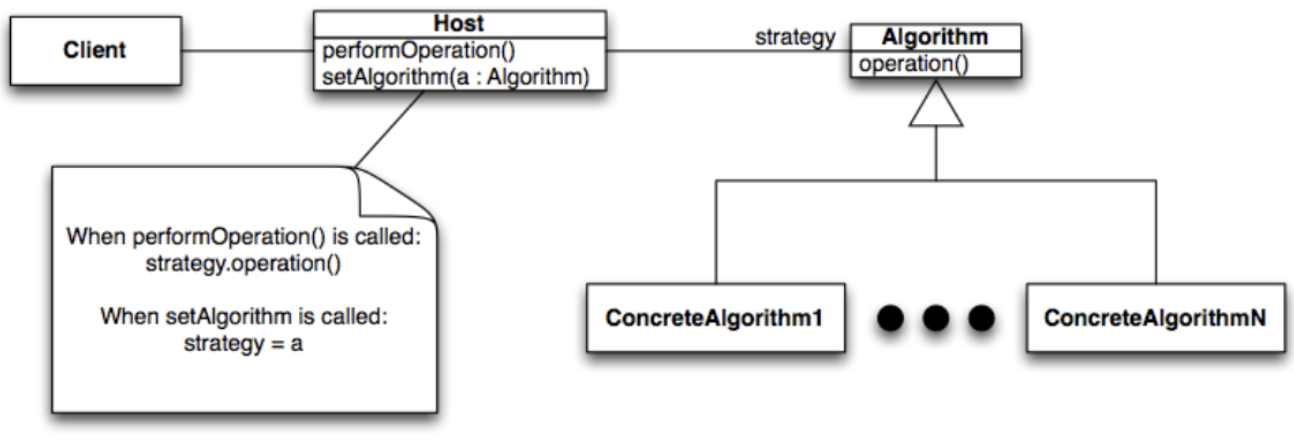 Client
Host
performOperation()
setAlgorithm(a : Algorithm)
strategy
Algorithm
operation()
When performOperation() is called:
strategy.operation()
When setAlgorithm is called:
strategy = a
ConcreteAlgorithm1
ConcreteAlgorithmN